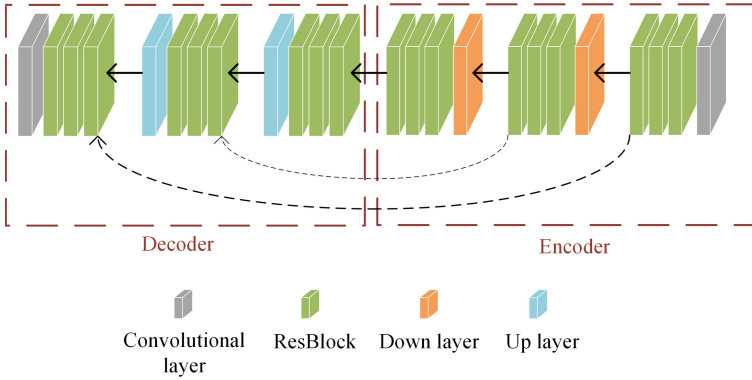 Decoder
Encoder
Convolutional
layer
ResBlock
Down layer
Up layer